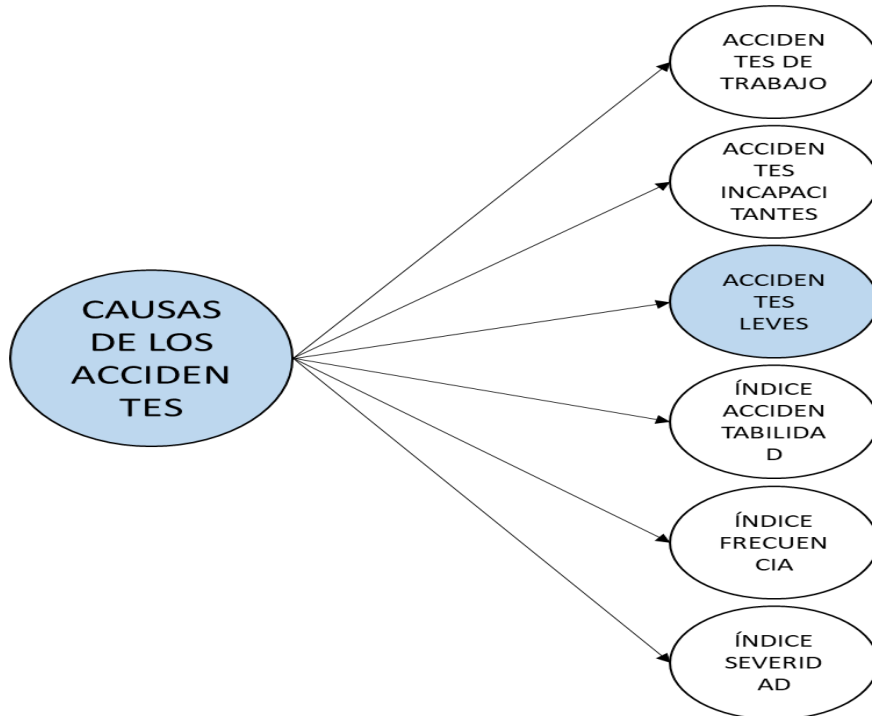 CAUSAS
DE LOS
ACCIDEN
TES
ACCIDEN
TES DE
TRABAJO
ACCIDEN
TES
INCAPACI
TANTES
ACCIDEN
TES
LEVES
ÍNDICE
ACCIDEN
TABILIDA
D
ÍNDICE
FRECUEN
CIA
ÍNDICE
SEVERID
AD